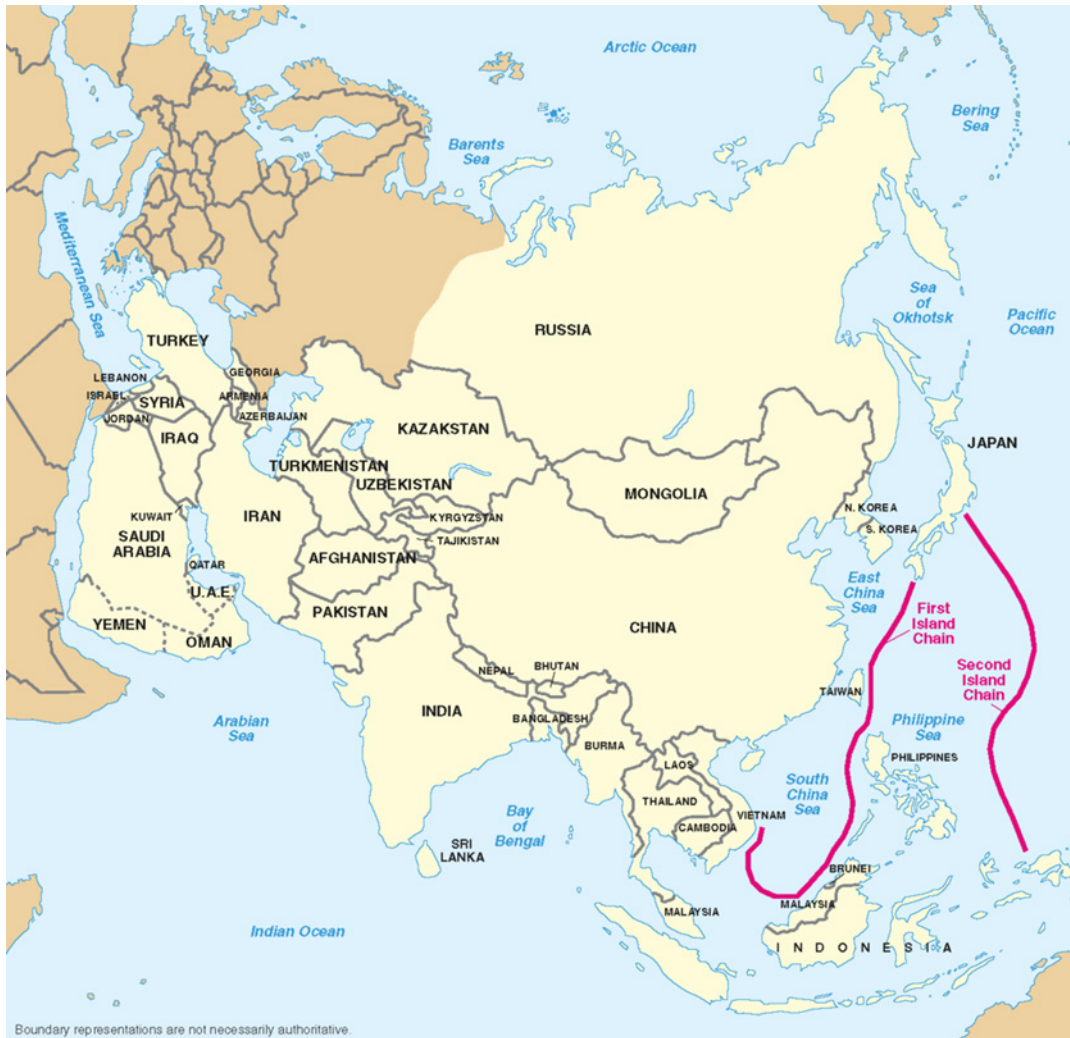 Arctic Ocean
Bering
Sea
Barents
Sea
Mediterranean Sea
Sea
of
Okhotsk
Pacific
Ocean
RUSSIA
TURKEY
GEORGIA
LEBANON
ISRAEL
SYRIA
ARMENIA
JORDAN
AZERBAIJAN
KAZAKSTAN
IRAQ
JAPAN
TURKMENISTAN
UZBEKISTAN
MONGOLIA
N. KOREA
S. KOREA
KUWAIT
IRAN
KYRGYZSTAN
TAJIKISTAN
SAUDI
ARABIA
AFGHANISTAN
QATAR
U.A.E.
PAKISTAN
East
China
Sea
First
Island
Chain
YEMEN
OMAN
CHINA
NEPAL
BHUTAN
Second
Island
Chain
TAIWAN
INDIA
BANGLADESH
BURMA
Arabian
Sea
Philippine
Sea
PHILIPPINES
LAOS
THAILAND
South
China
Sea
VIETNAM
CAMBODIA
Bay
of
Bengal
SRI
LANKA
BRUNEI
MALAYSIA
MALAYSIA
Indian Ocean
INDONESIA
Boundary representations are not necessarily authoritative.